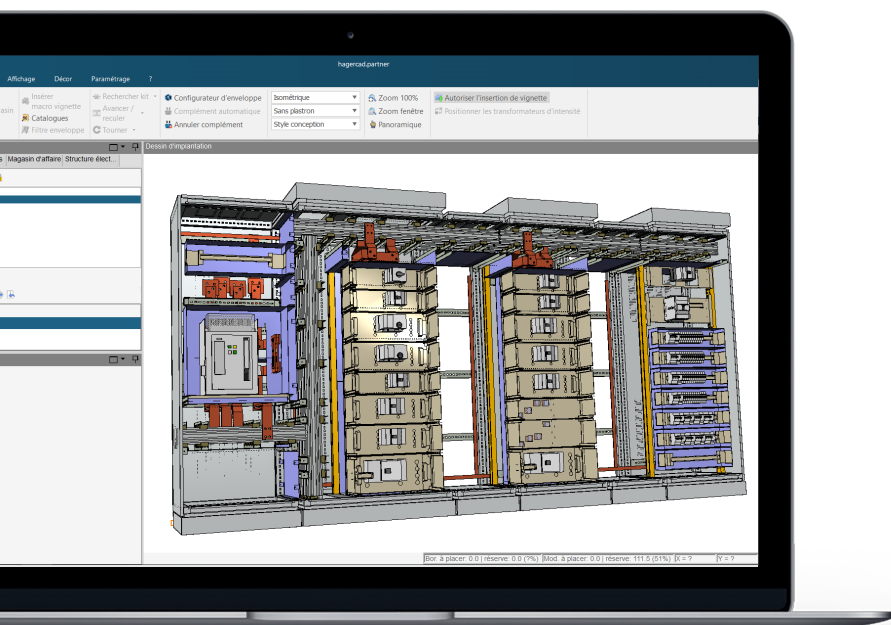 hagercad.partner
Affichage Décor Paramétrage ?
Insérer
macro vignette
Catalogues
Filtre enveloppe
Rechercher kit
Avancer /
reculer
Tourner
Configurateur d'enveloppe
Complément automatique
Annuler complément
Isométrique
Sans plastron
Style conception
Zoom 100%
Zoom fenêtre
Panoramique
Autoriser l'insertion de vignette
Positionner les transformateurs d'intensité
Magasin d'affaire Structure élect...
Dessin d'implantation
Bor. à placer: 0.0 | réserve: 0.0 (?%) Mod. à placer: 0.0 | réserve: 111.5 (51%) X = ? Y = ?